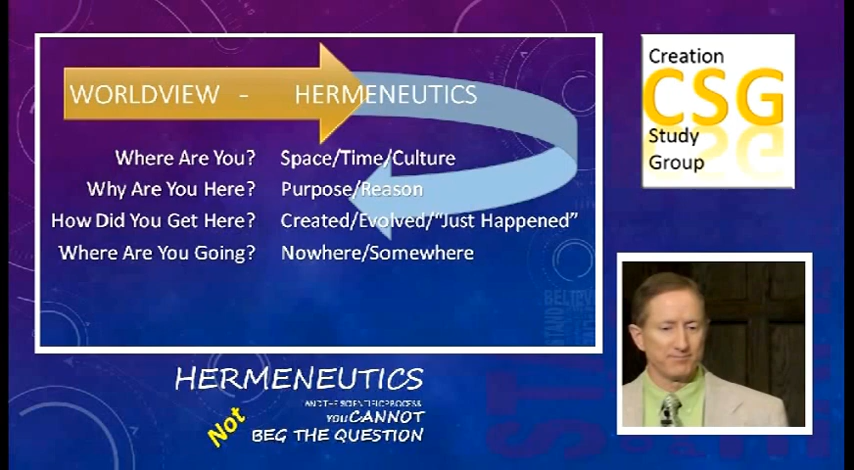 WORLDVIEW - HERMENEUTICS
Where Are You? Space/Time/Culture
Why Are You Here? Purpose/Reason
How Did You Get Here? Created/Evolved/“Just Happened”
Where Are You Going? Nowhere/Somewhere
Creation
CSG
Study
Group
HERMENEUTICS
AND THE SCIENTIFIC PROCESS
YOU CANNOT
Not
BEG THE QUESTION
BELIEVE
STAND